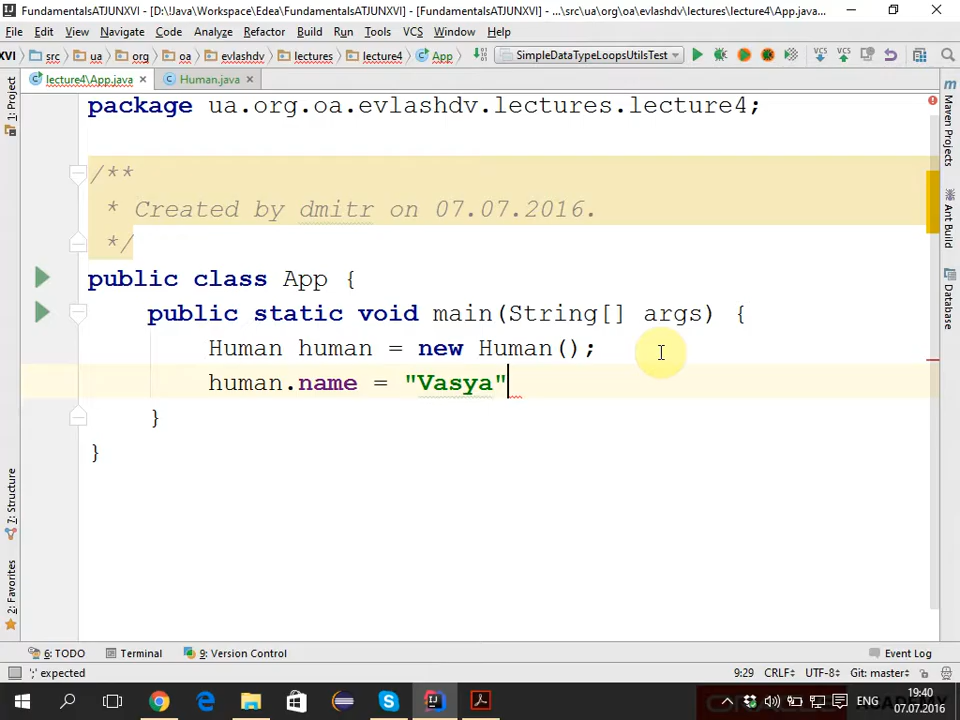 FundamentalsATJUNXVI - [D:\Java\Workspace\Edea\FundamentalsATJUNXVI] - [FundamentalsATJUNXVI] - ...\src\ua\org\oa\evlashdv\lectures\lecture4\App.java...
File Edit View Navigate Code Analyze Refactor Build Run Tools VCS Window Help
XVI src ua org oa evlashdv lectures lecture4 App SimpleDataTypeLoopsUtilsTest VCS VCS
lecture4\App.java Human.java
1: Project
7: Structure
2: Favorites
package ua.org.oa.evlashdv.lectures.lecture4;
/**
* Created by dmitr on 07.07.2016.
*/
public class App {
public static void main(String[] args) {
Human human = new Human();
human.name = "Vasya"
}
}
Maven Projects
Ant Build
Database
6: TODO Terminal 9: Version Control Event Log
';' expected 9:29 CRLF UTF-8 Git: master
ENG 19:40
07.07.2016